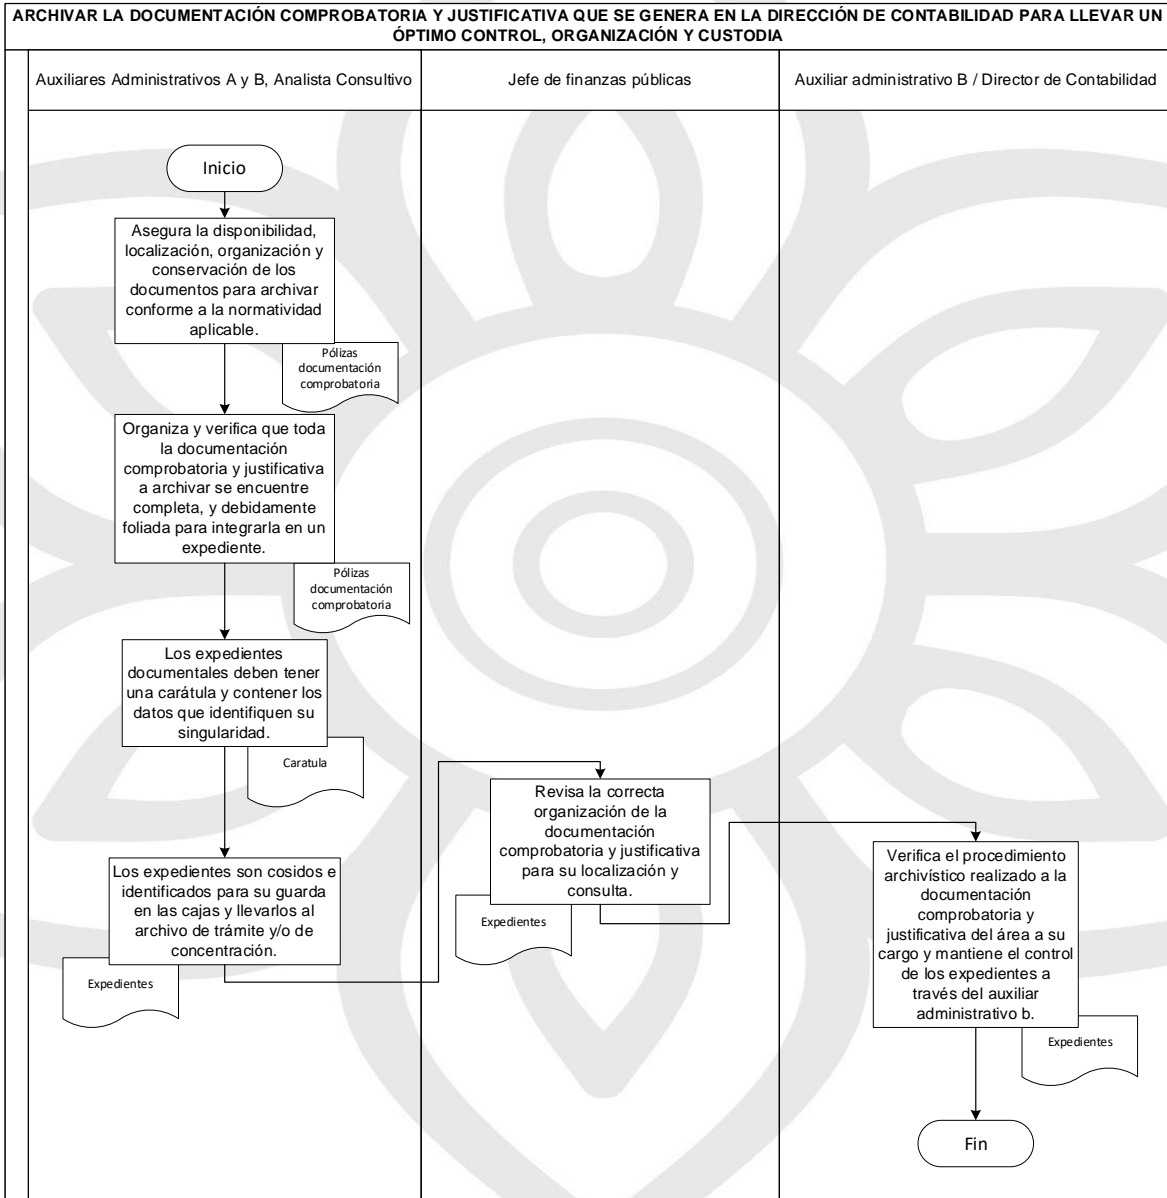 ARCHIVAR LA DOCUMENTACIÓN COMPROBATORIA Y JUSTIFICATIVA QUE SE GENERA EN LA DIRECCIÓN DE CONTABILIDAD PARA LLEVAR UN
ÓPTIMO CONTROL, ORGANIZACIÓN Y CUSTODIA
Auxiliares Administrativos A y B, Analista Consultivo
Jefe de finanzas públicas
Auxiliar administrativo B / Director de Contabilidad
Inicio
Asegura la disponibilidad,
localización, organización y
conservación de los
documentos para archivar
conforme a la normatividad
aplicable.
Pólizas
documentación
comprobatoria
Organiza y verifica que toda
la documentación
comprobatoria y justificativa
a archivar se encuentre
completa, y debidamente
foliada para integrarla en un
expediente.
Pólizas
documentación
comprobatoria
Los expedientes
documentales deben tener
una carátula y contener los
datos que identifiquen su
singularidad.
Caratula
Los expedientes son cosidos e
identificados para su guarda
en las cajas y llevarlos al
archivo de trámite y/o de
concentración.
Expedientes
Revisa la correcta
organización de la
documentación
comprobatoria y justificativa
para su localización y
consulta.
Expedientes
Verifica el procedimiento
archivístico realizado a la
documentación
comprobatoria y
justificativa del área a su
cargo y mantiene el control
de los expedientes a
través del auxiliar
administrativo b.
Expedientes
Fin